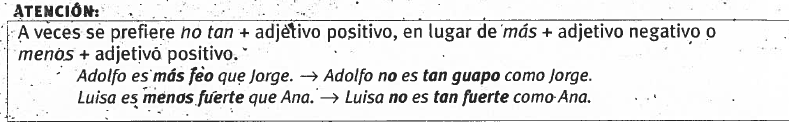 ATENCIÓN:
A veces se prefiere no tan + adjetivo positivo, en lugar de más + adjetivo negativo o
menos + adjetivo positivo.
Adolfo es más feo que Jorge. → Adolfo no es tan guapo como Jorge.
Luisa es menos fuerte que Ana. → Luisa no es tan fuerte como Ana.